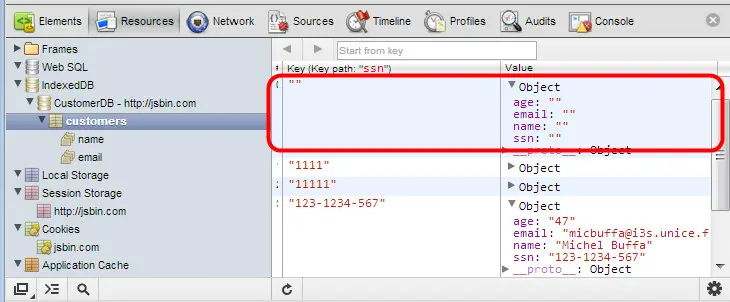 Elements Resources Network Sources Timeline Profiles Audits Console
Frames
Web SQL
IndexedDB
CustomerDB - http://jsbin.com
customers
name
email
Local Storage
Session Storage
http://jsbin.com
Cookies
jsbin.com
Application Cache
Start from key
Key (Key path: "ssn") Value
"" Object
age: ""
email: ""
name: ""
ssn: ""
__proto__: Object
"1111" Object
"11111" Object
"123-1234-567" Object
age: "47"
email: "micbuffa@i3s.unice.f
name: "Michel Buffa"
ssn: "123-1234-567"
__proto__: Object